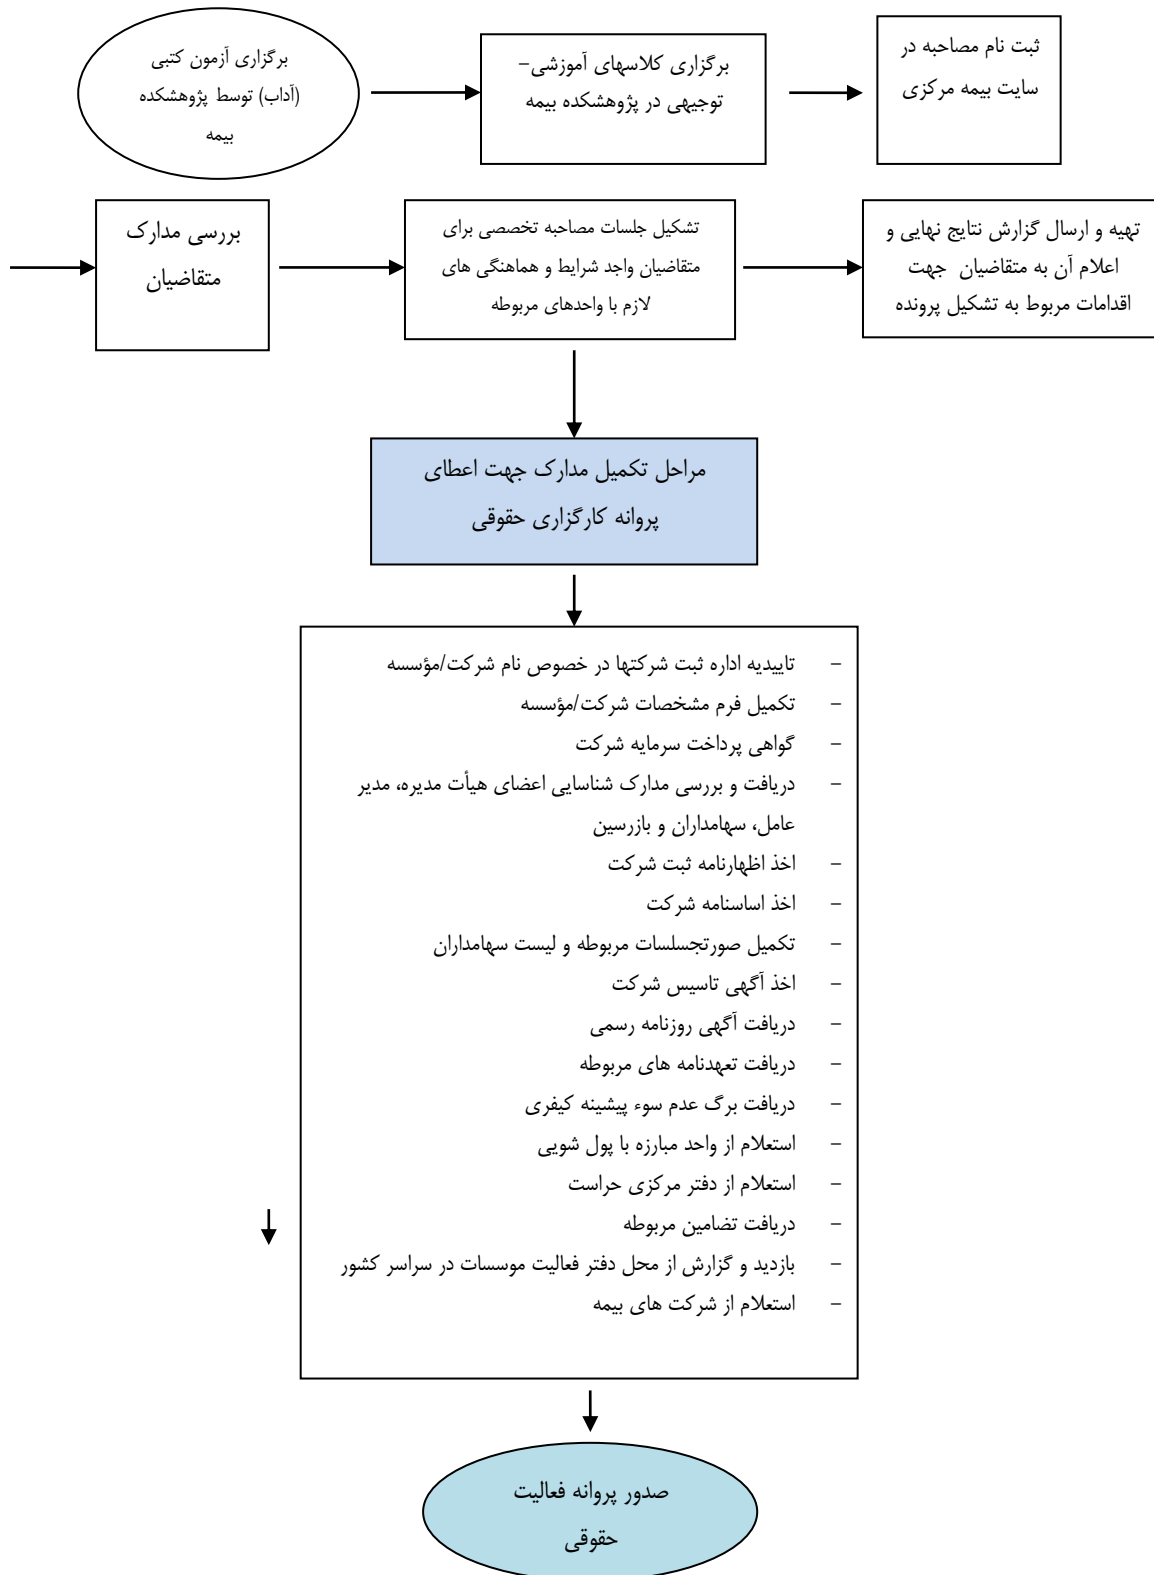 برگزاری آزمون کتبی
(آداب) توسط پژوهشکده
بیمه
برگزاری کلاسهای آموزشی-
توجیهی در پژوهشکده بیمه
ثبت نام مصاحبه در
سایت بیمه مرکزی
بررسی مدارک
متقاضیان
تشکیل جلسات مصاحبه تخصصی برای
متقاضیان واجد شرایط و هماهنگی های
لازم با واحدهای مربوطه
تهیه و ارسال گزارش نتایج نهایی و
اعلام آن به متقاضیان جهت
اقدامات مربوط به تشکیل پرونده
مراحل تکمیل مدارک جهت اعطای
پروانه کارگزاری حقوقی
- تاییدیه اداره ثبت شرکتها در خصوص نام شرکت/مؤسسه
- تکمیل فرم مشخصات شرکت/مؤسسه
- گواهی پرداخت سرمایه شرکت
- دریافت و بررسی مدارک شناسایی اعضای هیأت مدیره، مدیر
عامل، سهامداران و بازرسین
- اخذ اظهارنامه ثبت شرکت
- اخذ اساسنامه شرکت
- تکمیل صورتجسلسات مربوطه و لیست سهامداران
- اخذ آگهی تاسیس شرکت
- دریافت آگهی روزنامه رسمی
- دریافت تعهدنامه های مربوطه
- دریافت برگ عدم سوء پیشینه کیفری
- استعلام از واحد مبارزه با پول شویی
- استعلام از دفتر مرکزی حراست
- دریافت تضامین مربوطه
- بازدید و گزارش از محل دفتر فعالیت موسسات در سراسر کشور
- استعلام از شرکت های بیمه
صدور پروانه فعالیت
حقوقی